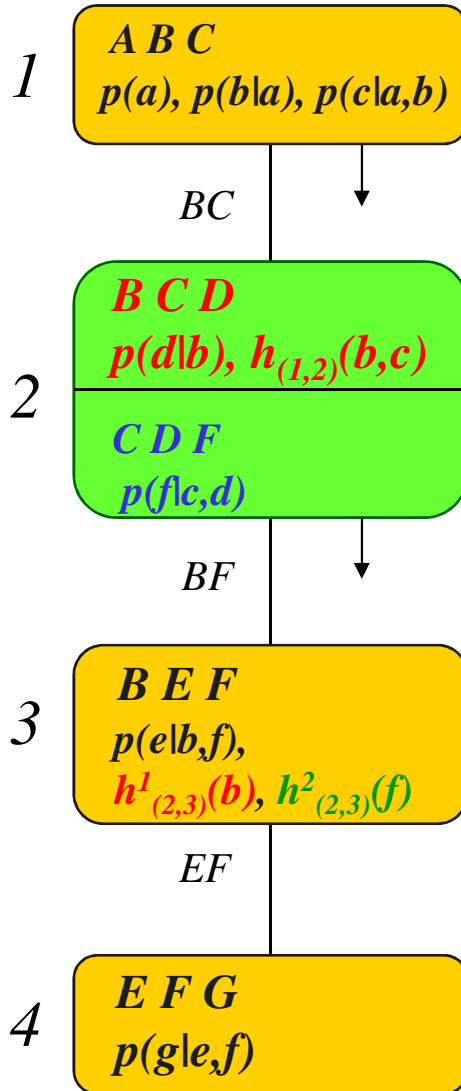 1
A B C
p(a), p(b|a), p(c|a,b)
BC
2
B C D
p(d|b), h(1,2)(b,c)
C D F
p(f|c,d)
BF
3
B E F
p(e|b,f),
h¹(2,3)(b), h²(2,3)(f)
EF
4
E F G
p(g|e,f)